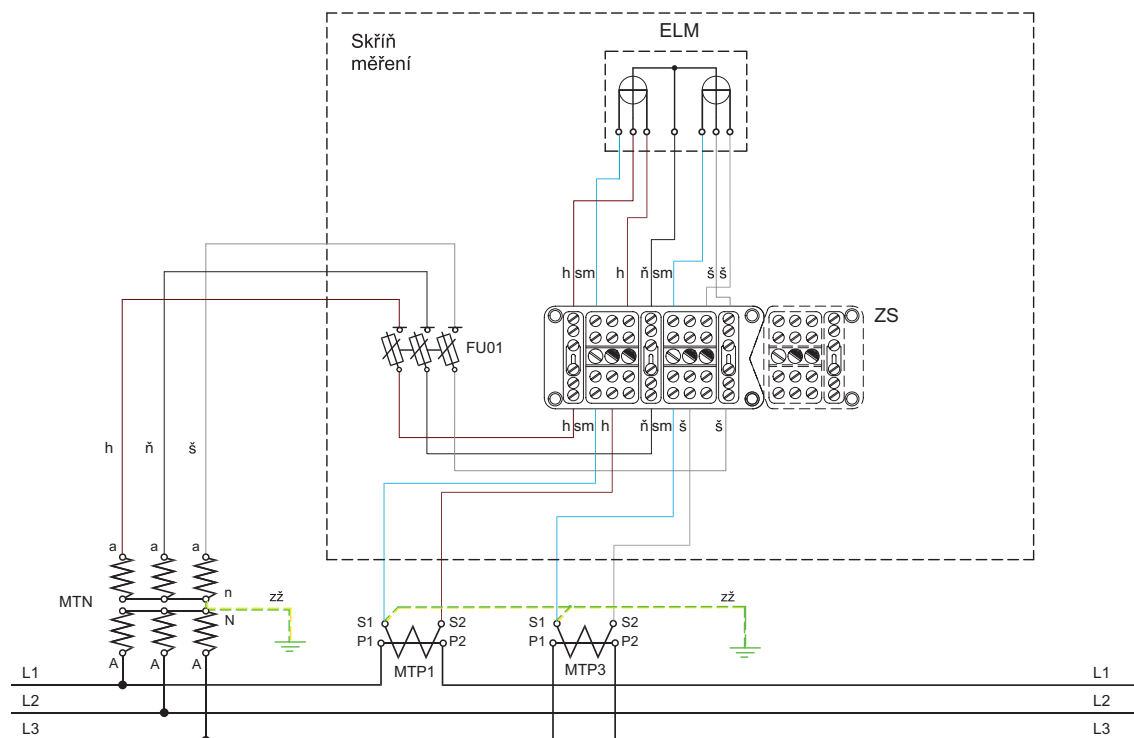 ELM
Skříň
měření
h sm h ň sm š š
ZS
FU01
h sm h ň sm š š
h ň š
a a a
n
MTN
zž
N
zž
S1 S2 S1 S2
P1 P2 P1 P2
A A A
MTP1 MTP3
L1 L1
L2 L2
L3 L3